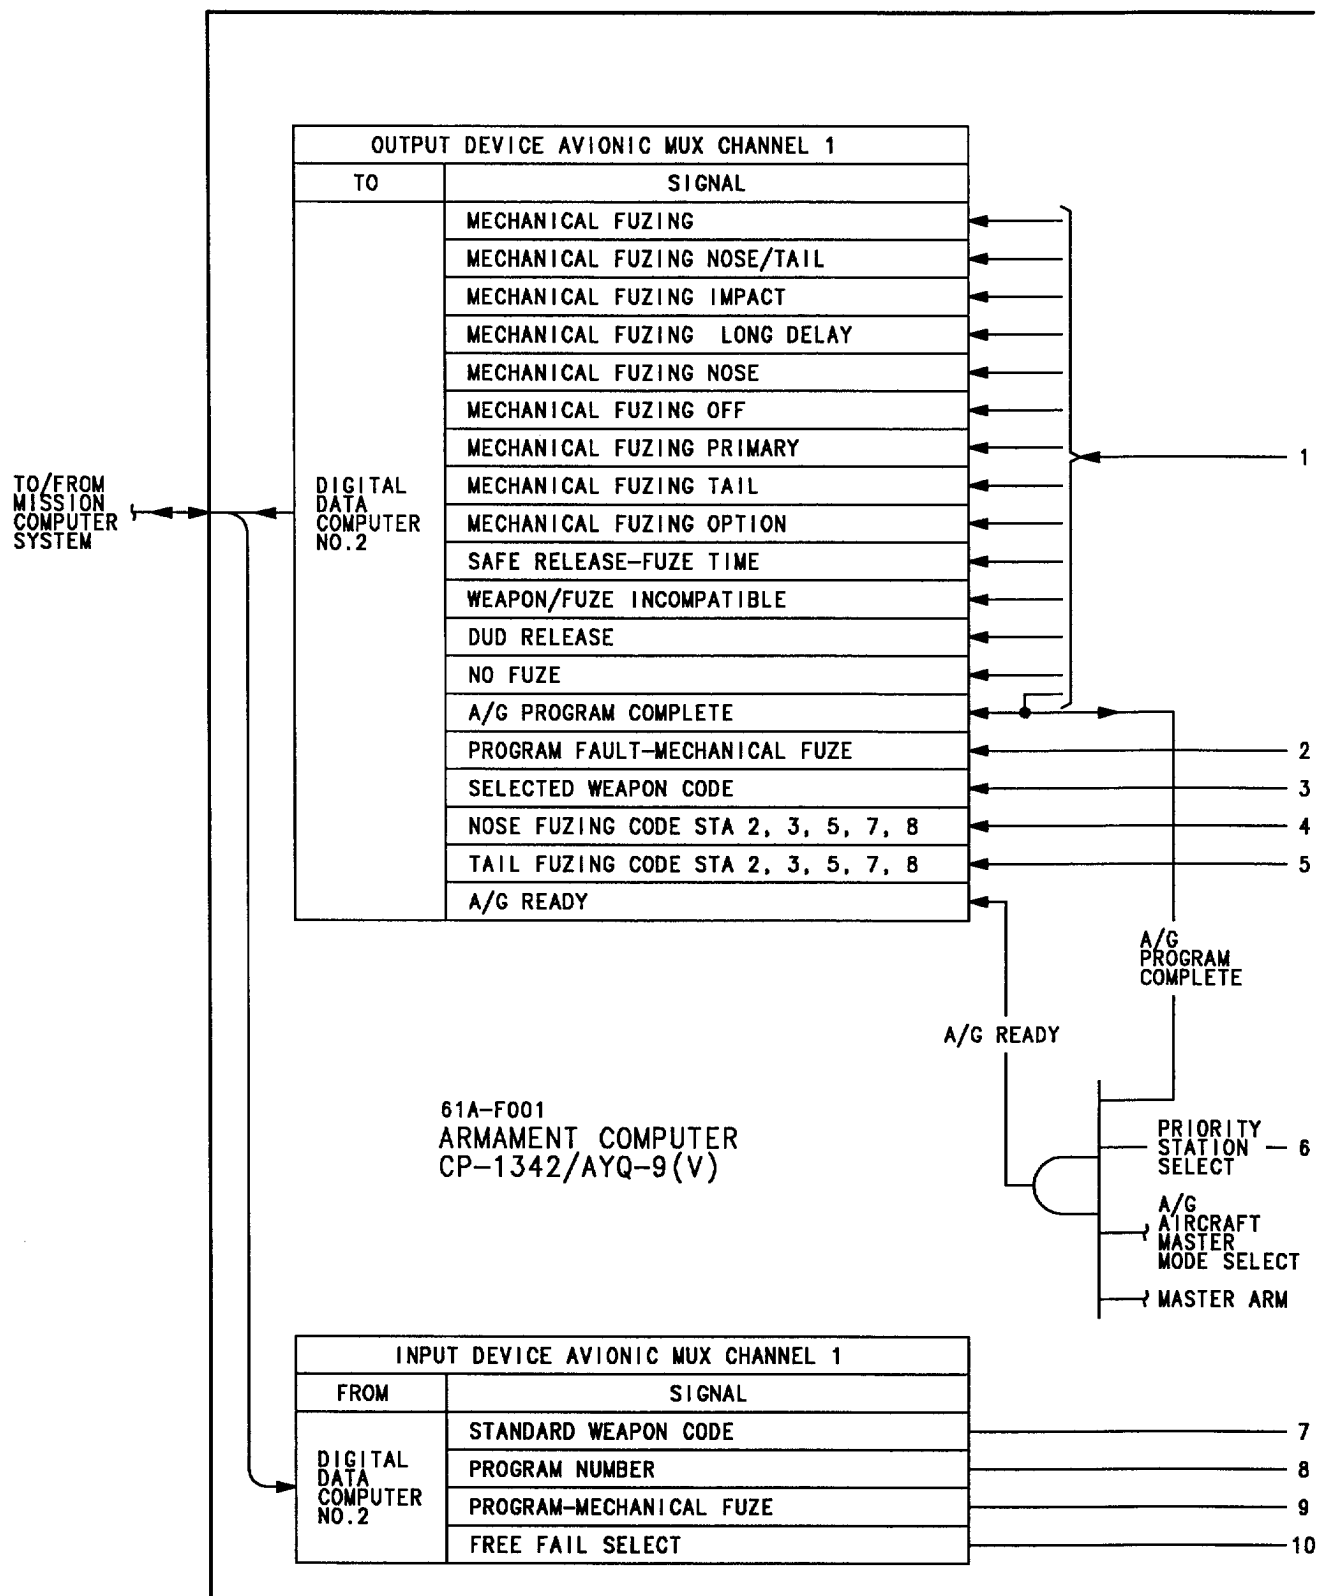 OUTPUT DEVICE AVIONIC MUX CHANNEL 1
TO
SIGNAL
MECHANICAL FUZING
MECHANICAL FUZING NOSE/TAIL
MECHANICAL FUZING IMPACT
MECHANICAL FUZING LONG DELAY
MECHANICAL FUZING NOSE
MECHANICAL FUZING OFF
MECHANICAL FUZING PRIMARY
MECHANICAL FUZING TAIL
MECHANICAL FUZING OPTION
SAFE RELEASE-FUZE TIME
WEAPON/FUZE INCOMPATIBLE
DUD RELEASE
NO FUZE
A/G PROGRAM COMPLETE
PROGRAM FAULT-MECHANICAL FUZE
SELECTED WEAPON CODE
NOSE FUZING CODE STA 2, 3, 5, 7, 8
TAIL FUZING CODE STA 2, 3, 5, 7, 8
A/G READY
DIGITAL
DATA
COMPUTER
NO.2
TO/FROM
MISSION
COMPUTER
SYSTEM
1
2
3
4
5
A/G
PROGRAM
COMPLETE
A/G READY
PRIORITY
STATION
SELECT
6
A/G
AIRCRAFT
MASTER
MODE SELECT
MASTER ARM
61A-F001
ARMAMENT COMPUTER
CP-1342/AYQ-9(V)
INPUT DEVICE AVIONIC MUX CHANNEL 1
FROM
SIGNAL
DIGITAL
DATA
COMPUTER
NO.2
STANDARD WEAPON CODE
7
PROGRAM NUMBER
8
PROGRAM-MECHANICAL FUZE
9
FREE FAIL SELECT
10